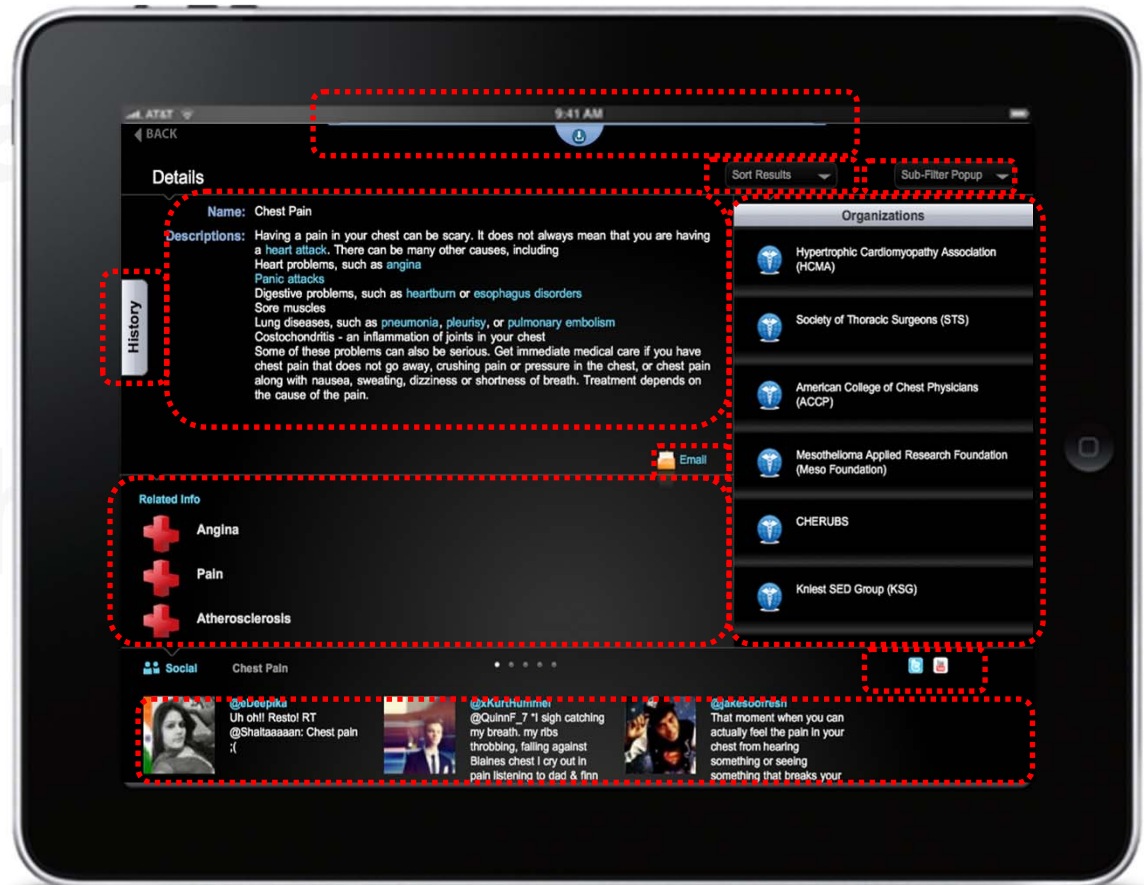 AT&T
9:41 AM
BACK
Details
Sort Results
Sub-Filter Popup
Name: Chest Pain
Descriptions: Having a pain in your chest can be scary. It does not always mean that you are having
a heart attack. There can be many other causes, including
Heart problems, such as angina
Panic attacks
Digestive problems, such as heartburn or esophagus disorders
Sore muscles
Lung diseases, such as pneumonia, pleurisy, or pulmonary embolism
Costochondritis - an inflammation of joints in your chest
Some of these problems can also be serious. Get immediate medical care if you have
chest pain that does not go away, crushing pain or pressure in the chest, or chest pain
along with nausea, sweating, dizziness or shortness of breath. Treatment depends on
the cause of the pain.
History
Email
Organizations
Hypertrophic Cardiomyopathy Association
(HCMA)
Society of Thoracic Surgeons (STS)
American College of Chest Physicians
(ACCP)
Mesothelioma Applied Research Foundation
(Meso Foundation)
CHERUBS
Kniest SED Group (KSG)
Related Info
Angina
Pain
Atherosclerosis
Social
Chest Pain
@eDeepika
Uh oh!! Resto! RT
@Shaitaaaaan: Chest pain
;(
@xKurtHummel
@QuinnF_7 *I sigh catching
my breath. my ribs
throbbing, falling against
Blaines chest I cry out in
pain listening to dad & finn
@jakesoofresh
That moment when you can
actually feel the pain in your
chest from hearing
something or seeing
something that breaks your